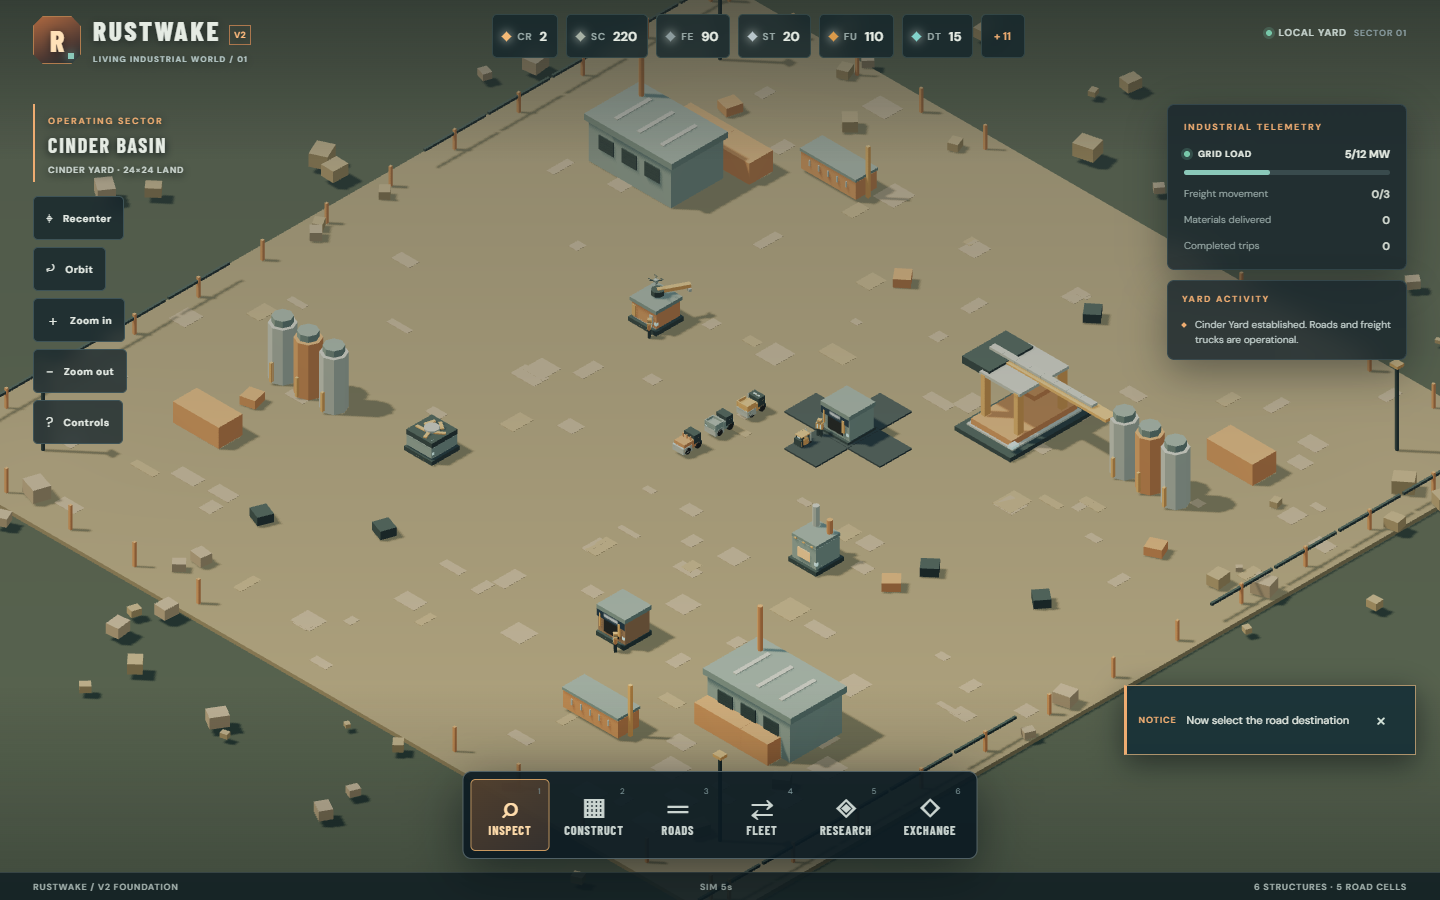 R
RUSTWAKE V2
LIVING INDUSTRIAL WORLD / 01
CR 2
SC 220
FE 90
ST 20
FU 110
DT 15
+11
LOCAL YARD SECTOR 01
OPERATING SECTOR
CINDER BASIN
CINDER YARD · 24×24 LAND
Recenter
Orbit
+ Zoom in
− Zoom out
? Controls
INDUSTRIAL TELEMETRY
GRID LOAD 5/12 MW
Freight movement 0/3
Materials delivered 0
Completed trips 0
YARD ACTIVITY
Cinder Yard established. Roads and freight
trucks are operational.
NOTICE Now select the road destination ×
1 INSPECT
2 CONSTRUCT
3 ROADS
4 FLEET
5 RESEARCH
6 EXCHANGE
RUSTWAKE / V2 FOUNDATION
SIM 5s
6 STRUCTURES · 5 ROAD CELLS